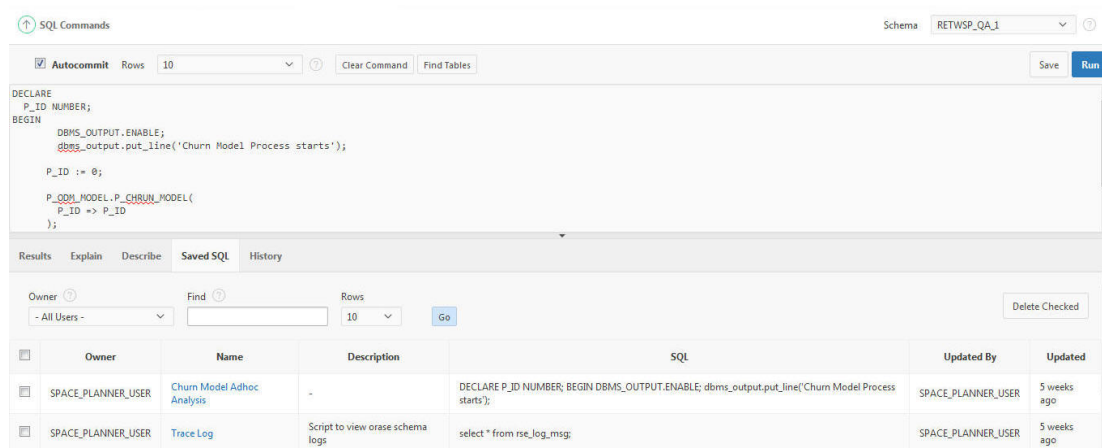 SQL Commands
Schema RETWSP_QA_1
Autocommit Rows 10 Clear Command Find Tables Save Run
DECLARE
P_ID NUMBER;
BEGIN
DBMS_OUTPUT.ENABLE;
dbms_output.put_line('Churn Model Process starts');
P_ID := 0;
P_ODM_MODEL.P_CHRUN_MODEL(
P_ID => P_ID
);
Results Explain Describe Saved SQL History
Owner Find Rows
- All Users - 10 Go Delete Checked
Owner Name Description SQL Updated By Updated
SPACE_PLANNER_USER Churn Model Adhoc Analysis - DECLARE P_ID NUMBER; BEGIN DBMS_OUTPUT.ENABLE; dbms_output.put_line('Churn Model Process starts'); SPACE_PLANNER_USER 5 weeks ago
SPACE_PLANNER_USER Trace Log Script to view orase schema logs select * from rse_log_msg; SPACE_PLANNER_USER 5 weeks ago